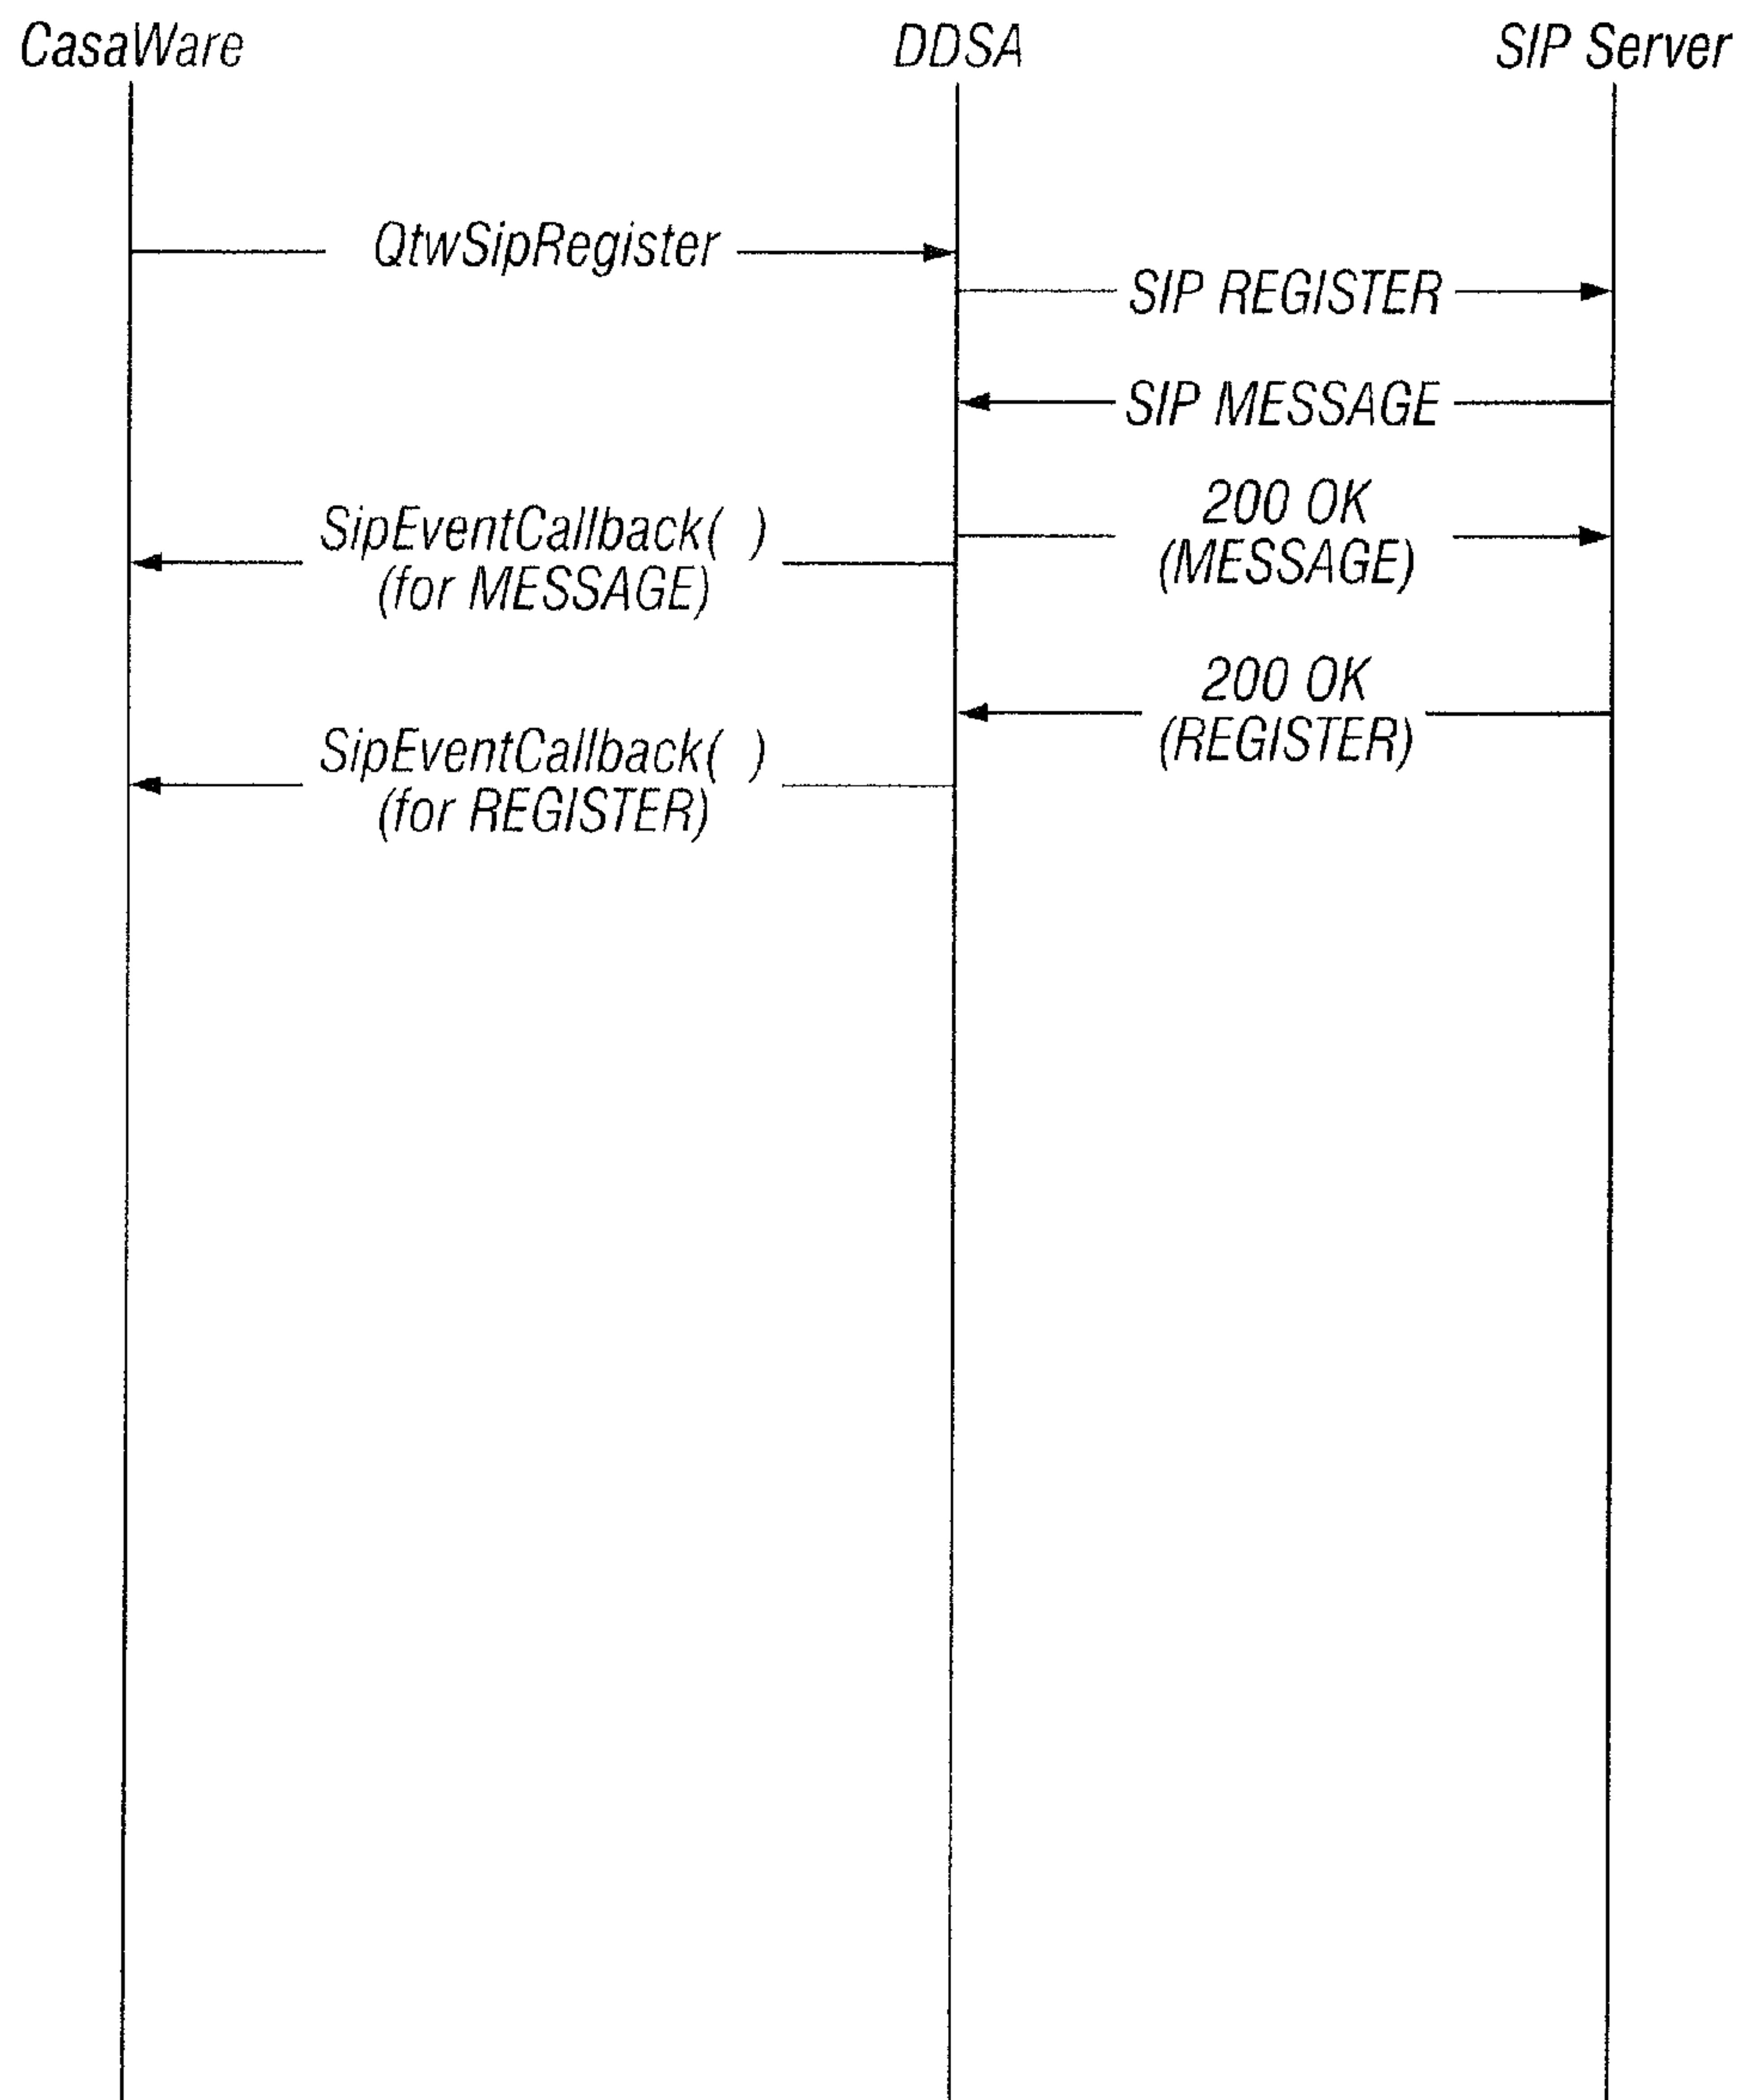 CasaWare
DDSA
SIP Server
QtwSipRegister
SIP REGISTER
SIP MESSAGE
200 OK
(MESSAGE)
SipEventCallback( )
(for MESSAGE)
200 OK
(REGISTER)
SipEventCallback( )
(for REGISTER)